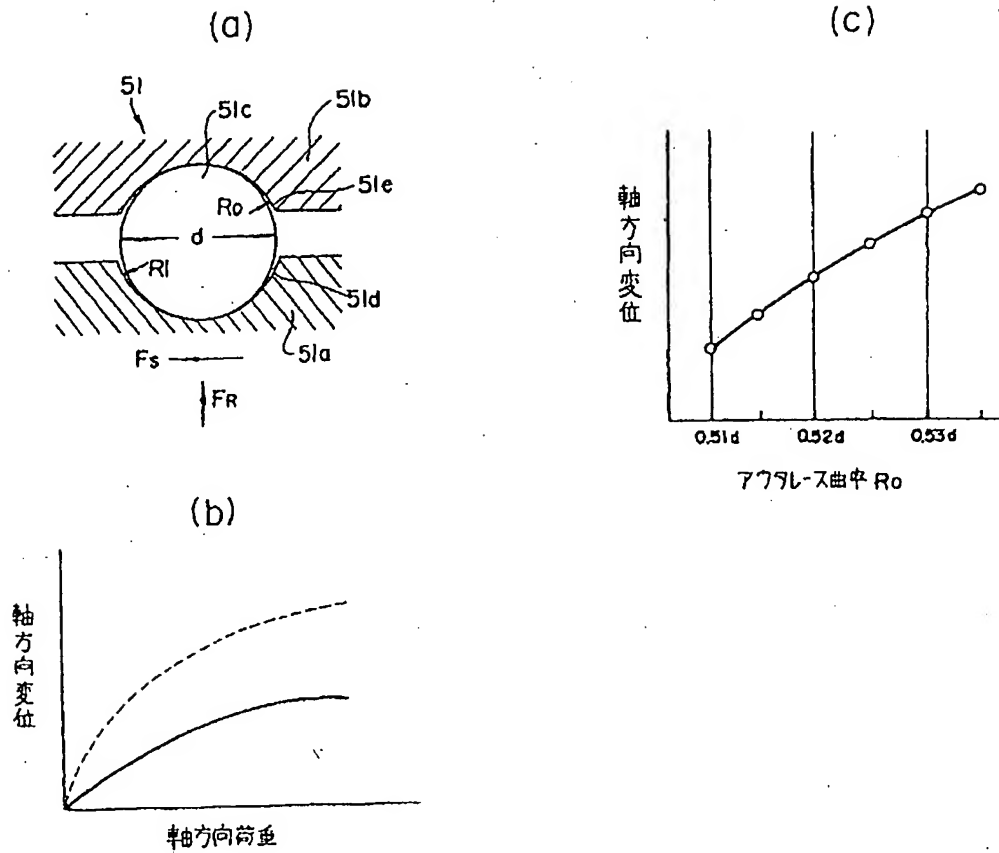 (a)
51
51c
51b
51e
Ro
d
RI
51d
51a
Fs
FR
(b)
軸方向変位
軸方向荷重
(c)
軸方向変位
0.51d
0.52d
0.53d
アウタレース曲率 Ro